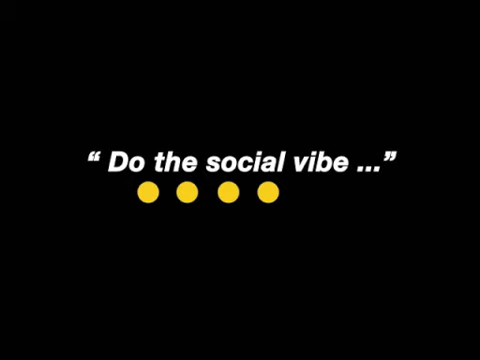 “ Do the social vibe ...”